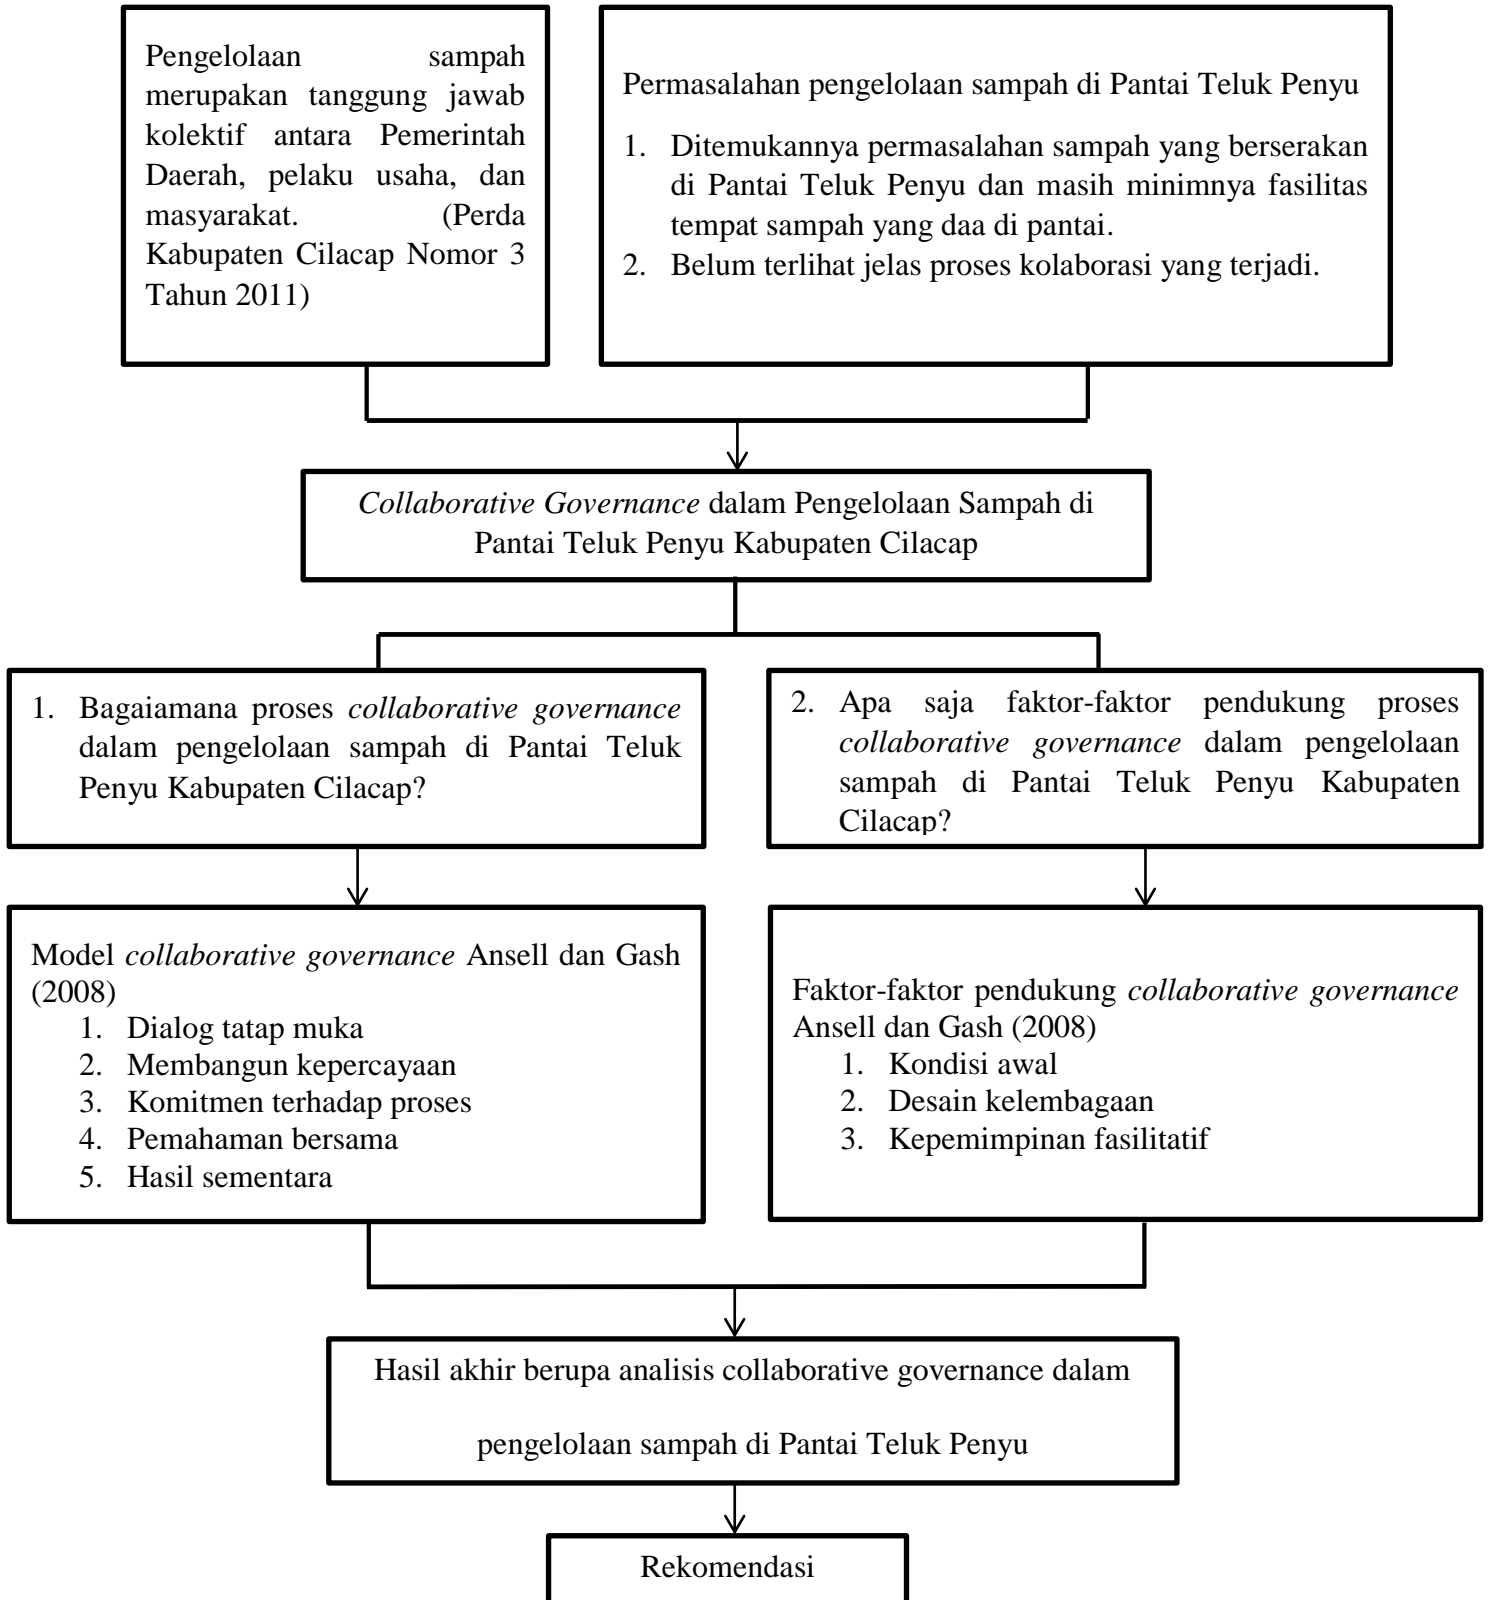 Pengelolaan sampah
merupakan tanggung jawab
kolektif antara Pemerintah
Daerah, pelaku usaha, dan
masyarakat. (Perda
Kabupaten Cilacap Nomor 3
Tahun 2011)
Permasalahan pengelolaan sampah di Pantai Teluk Penyu
1. Ditemukannya permasalahan sampah yang berserakan
di Pantai Teluk Penyu dan masih minimnya fasilitas
tempat sampah yang daa di pantai.
2. Belum terlihat jelas proses kolaborasi yang terjadi.
Collaborative Governance dalam Pengelolaan Sampah di
Pantai Teluk Penyu Kabupaten Cilacap
1. Bagaiamana proses collaborative governance
dalam pengelolaan sampah di Pantai Teluk
Penyu Kabupaten Cilacap?
2. Apa saja faktor-faktor pendukung proses
collaborative governance dalam pengelolaan
sampah di Pantai Teluk Penyu Kabupaten
Cilacap?
Model collaborative governance Ansell dan Gash
(2008)
1. Dialog tatap muka
2. Membangun kepercayaan
3. Komitmen terhadap proses
4. Pemahaman bersama
5. Hasil sementara
Faktor-faktor pendukung collaborative governance
Ansell dan Gash (2008)
1. Kondisi awal
2. Desain kelembagaan
3. Kepemimpinan fasilitatif
Hasil akhir berupa analisis collaborative governance dalam
pengelolaan sampah di Pantai Teluk Penyu
Rekomendasi